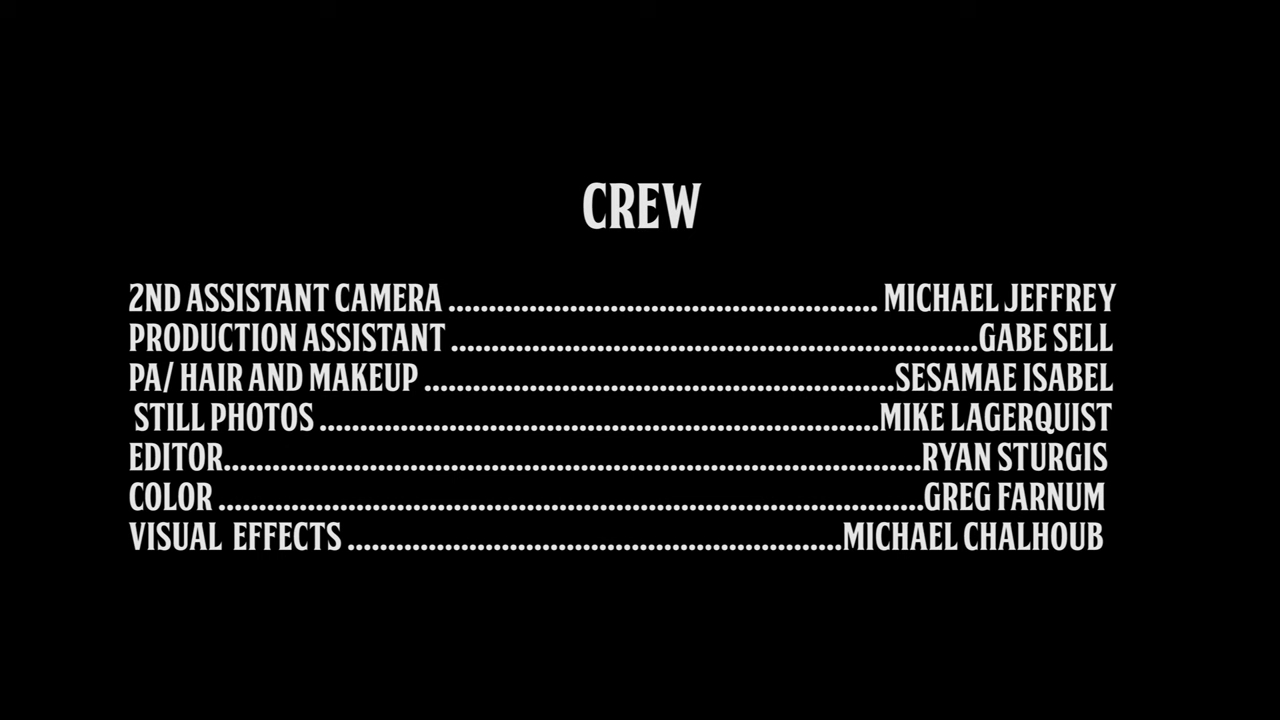 CREW
2ND ASSISTANT CAMERA ..................................................... MICHAEL JEFFREY
PRODUCTION ASSISTANT .................................................................GABE SELL
PA/ HAIR AND MAKEUP ..........................................................SESAMAE ISABEL
STILL PHOTOS .....................................................................MIKE LAGERQUIST
EDITOR......................................................................................RYAN STURGIS
COLOR .......................................................................................GREG FARNUM
VISUAL EFFECTS .............................................................MICHAEL CHALHOUB